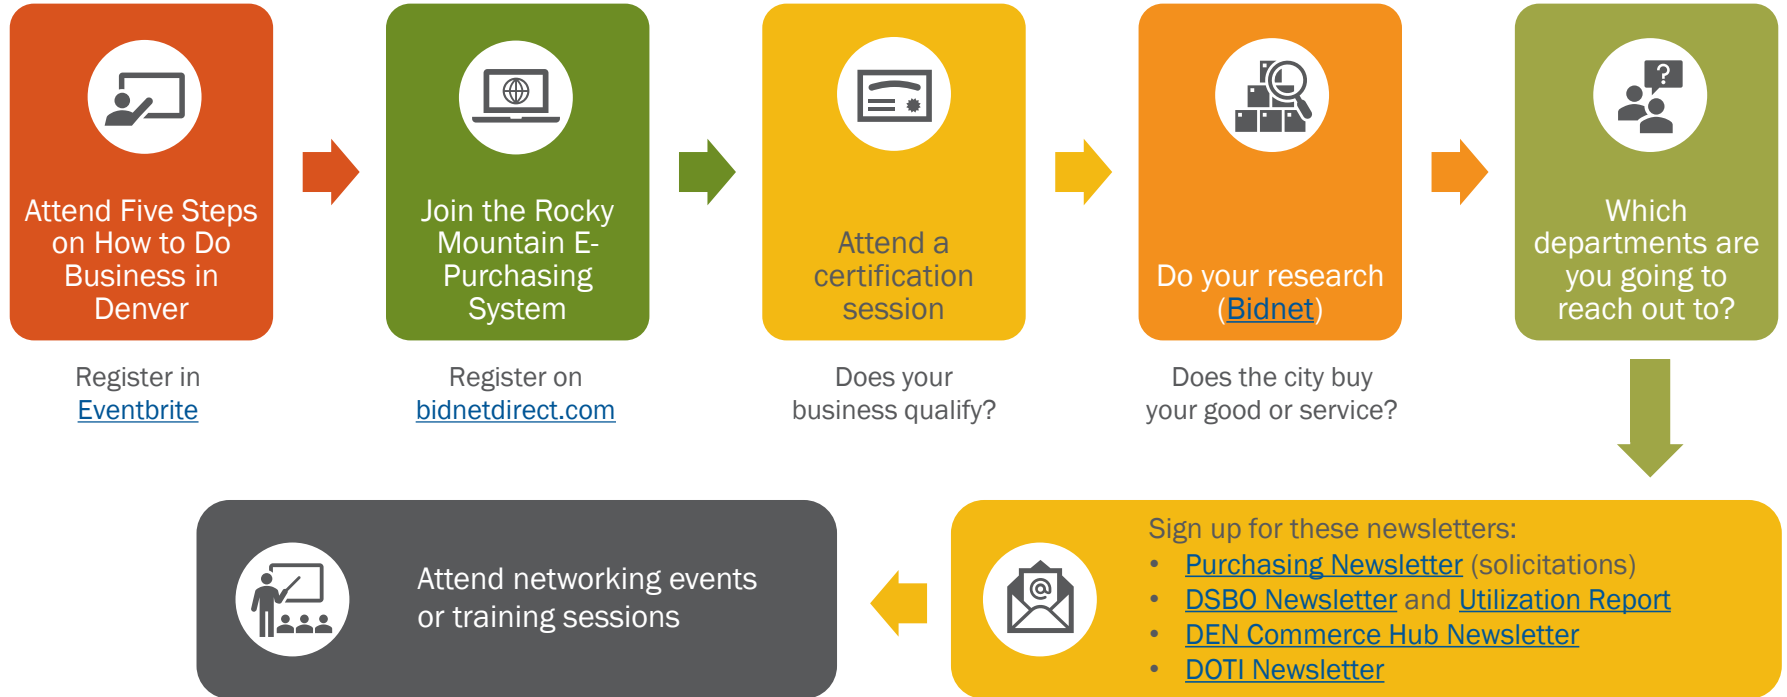 Attend Five Steps
on How to Do
Business in
Denver
Register in
Eventbrite
Join the Rocky
Mountain E-
Purchasing
System
Register on
bidnetdirect.com
Attend a
certification
session
Does your
business qualify?
Do your research
(Bidnet)
Does the city buy
your good or service?
?
Which
departments are
you going to
reach out to?
@
Sign up for these newsletters:
• Purchasing Newsletter (solicitations)
• DSBO Newsletter and Utilization Report
• DEN Commerce Hub Newsletter
• DOTI Newsletter
Attend networking events
or training sessions